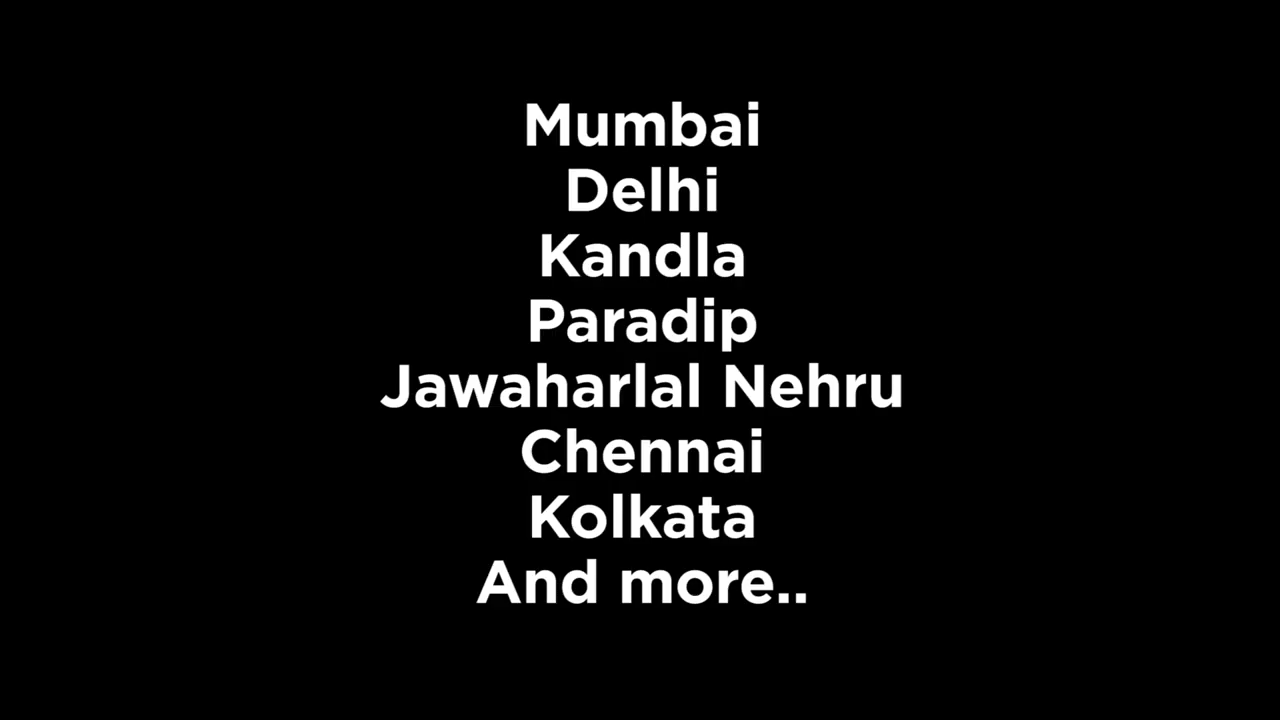 Mumbai
Delhi
Kandla
Paradip
Jawaharlal Nehru
Chennai
Kolkata
And more..